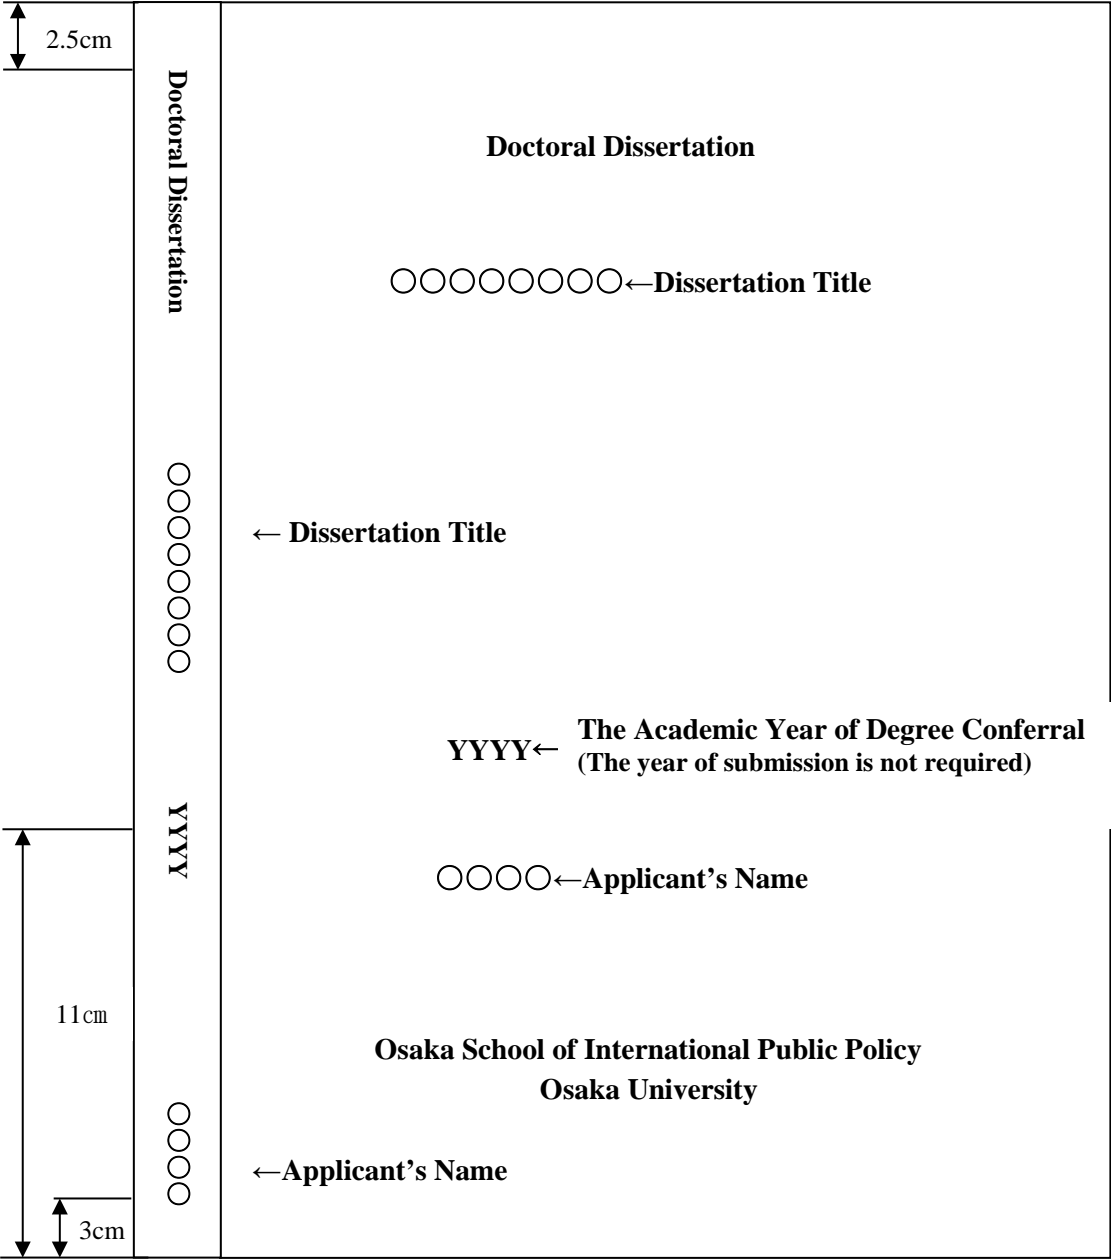 2.5cm
Doctoral Dissertation
Doctoral Dissertation
○○○○○○○○←Dissertation Title
○○○○○○○○
← Dissertation Title
The Academic Year of Degree Conferral
YYYY←
(The year of submission is not required)
YYYY
○○○○←Applicant’s Name
11㎝
Osaka School of International Public Policy
Osaka University
○○○○
←Applicant’s Name
3cm